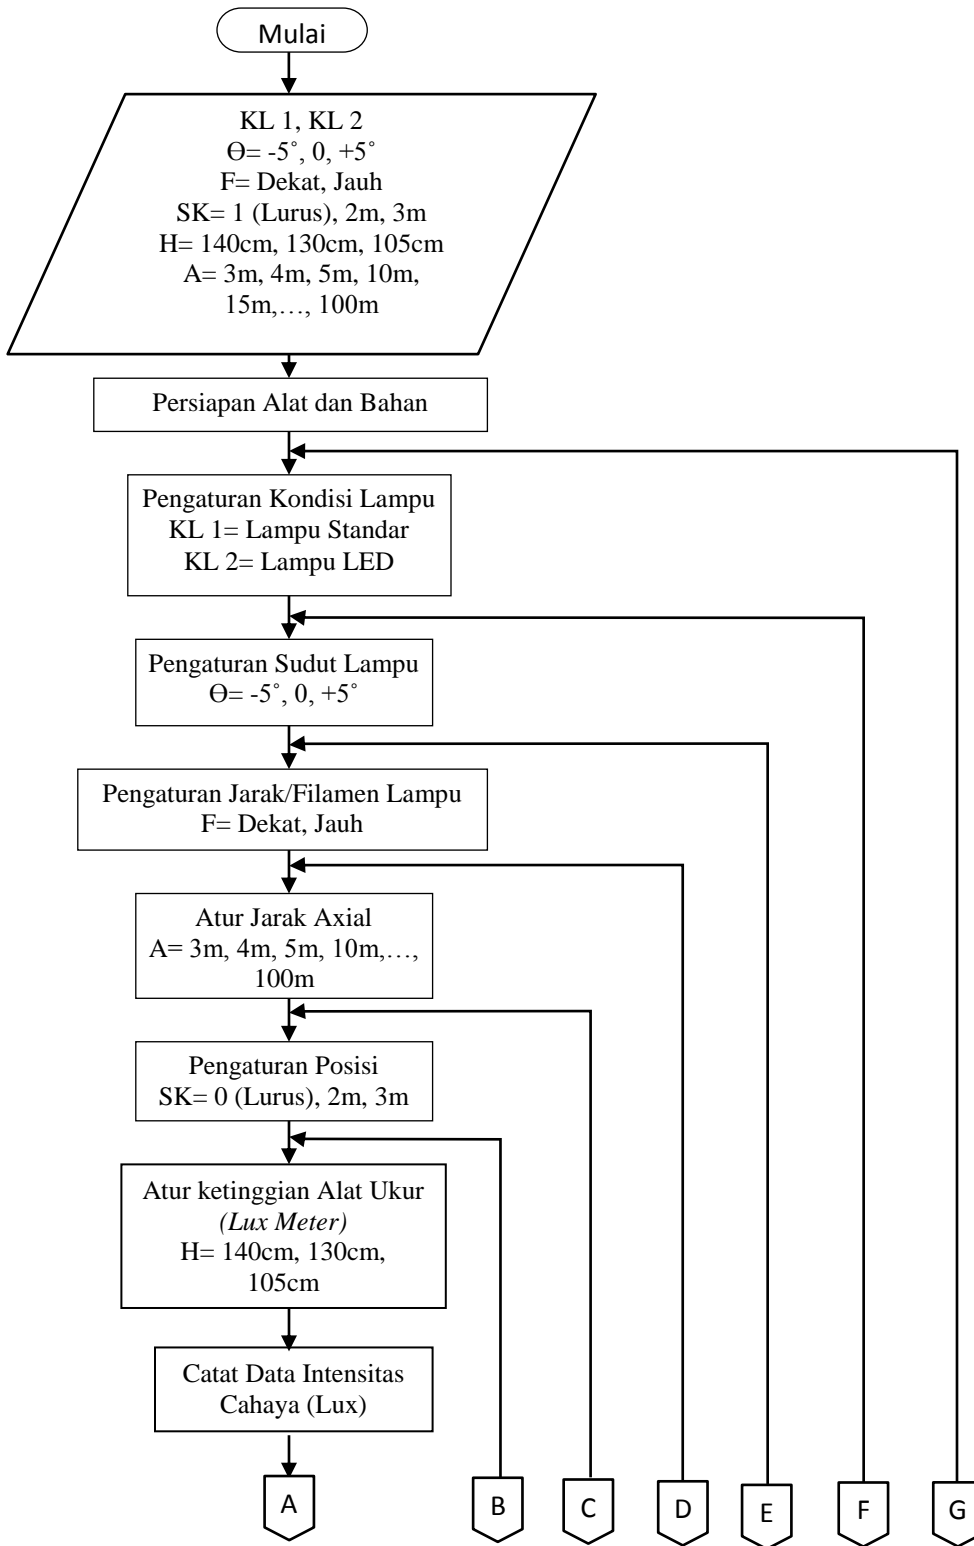 Mulai
KL 1, KL 2
Ɵ= -5˚, 0, +5˚
F= Dekat, Jauh
SK= 1 (Lurus), 2m, 3m
H= 140cm, 130cm, 105cm
A= 3m, 4m, 5m, 10m,
15m,…, 100m
Persiapan Alat dan Bahan
Pengaturan Kondisi Lampu
KL 1= Lampu Standar
KL 2= Lampu LED
Pengaturan Sudut Lampu
Ɵ= -5˚, 0, +5˚
Pengaturan Jarak/Filamen Lampu
F= Dekat, Jauh
Atur Jarak Axial
A= 3m, 4m, 5m, 10m,…,
100m
Pengaturan Posisi
SK= 0 (Lurus), 2m, 3m
Atur ketinggian Alat Ukur
(Lux Meter)
H= 140cm, 130cm,
105cm
Catat Data Intensitas
Cahaya (Lux)
A
B
C
D
E
F
G